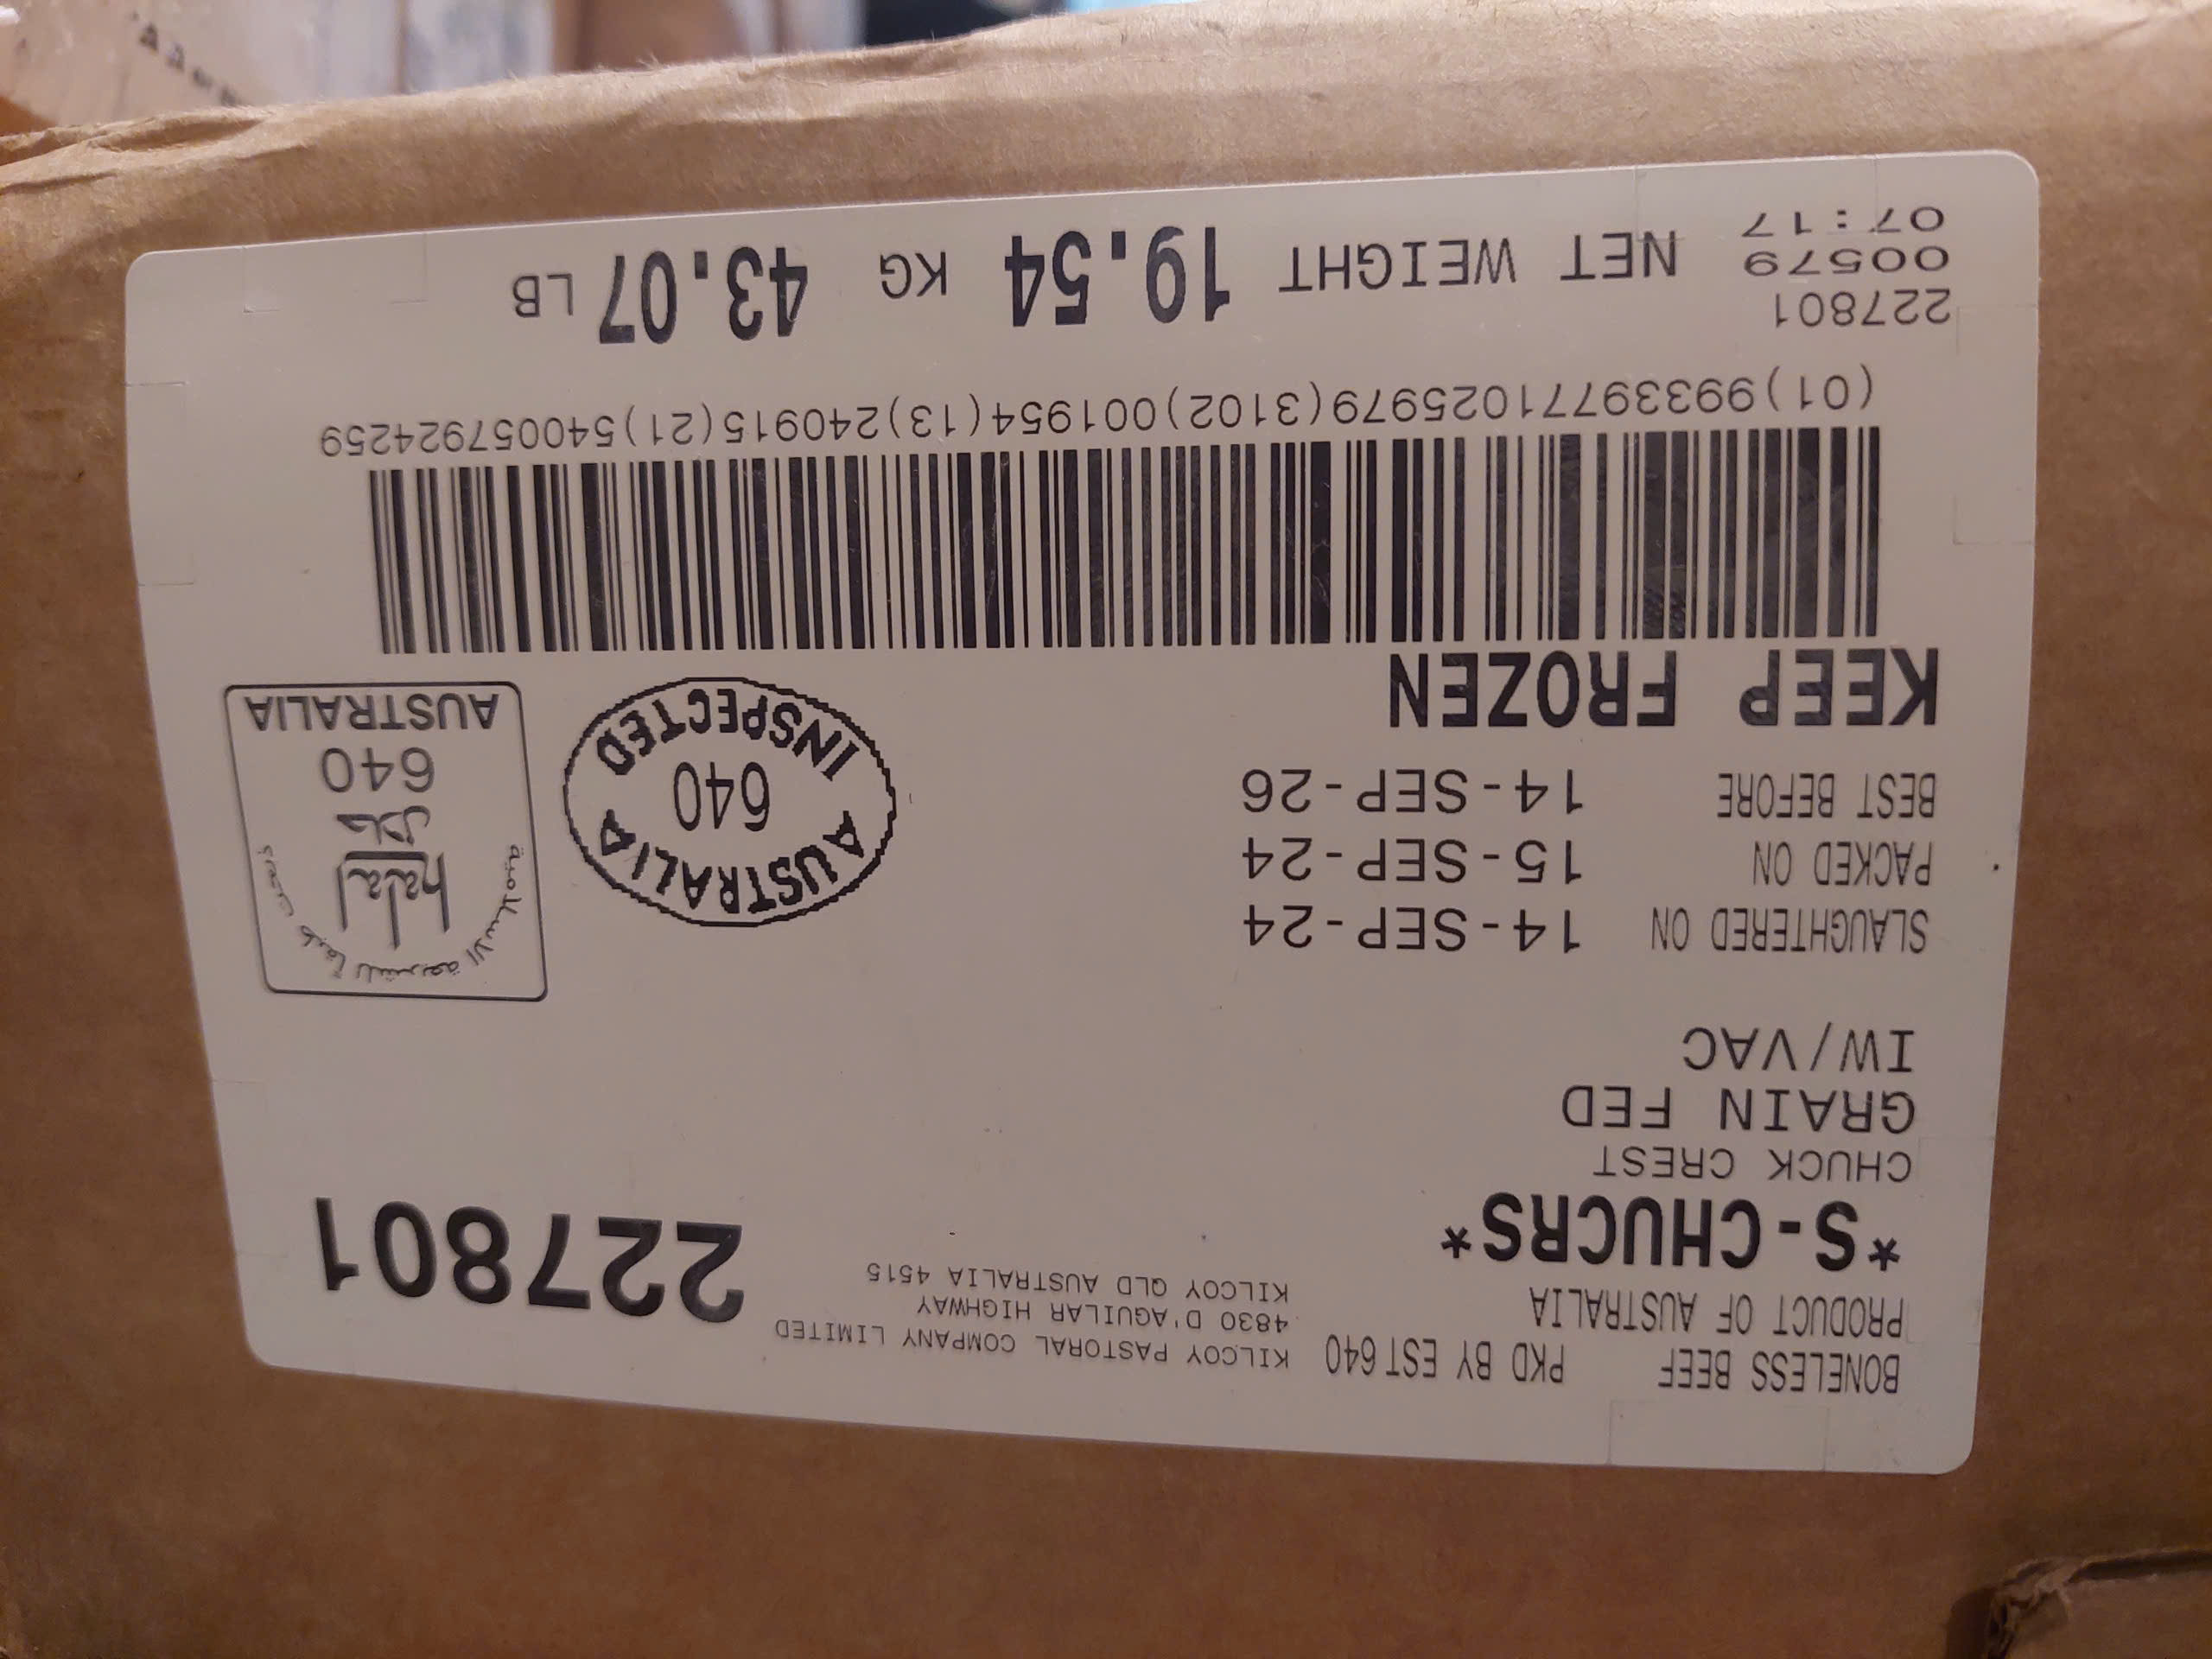 BONELESS BEEF PKD BY EST 640
PRODUCT OF AUSTRALIA
KILCOY PASTORAL COMPANY LIMITED
4830 D'AGUILAR HIGHWAY
KILCOY QLD AUSTRALIA 4515
227801
*S-CHUCRS*
CHUCK CREST
GRAIN FED
IW/VAC
SLAUGHTERED ON 14-SEP-24
PACKED ON 15-SEP-24
BEST BEFORE 14-SEP-26
AUSTRALIA
640
INSPECTED
halal
حلال
640
AUSTRALIA
KEEP FROZEN
(01)99339771025979(3102)001954(13)240915(21)540057924259
227801
00579
07:17
NET WEIGHT 19.54 KG 43.07 LB